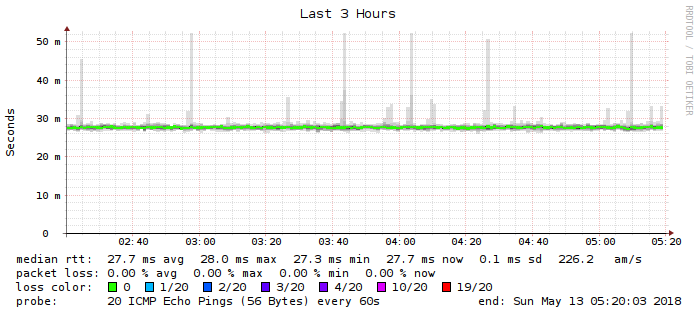 Last 3 Hours
RRDTOOL / TOBI OETIKER
Seconds
50 m
40 m
30 m
20 m
10 m
0
02:40 03:00 03:20 03:40 04:00 04:20 04:40 05:00 05:20
median rtt: 27.7 ms avg 28.0 ms max 27.3 ms min 27.7 ms now 0.1 ms sd 226.2 am/s
packet loss: 0.00 % avg 0.00 % max 0.00 % min 0.00 % now
loss color: 0 1/20 2/20 3/20 4/20 10/20 19/20
probe: 20 ICMP Echo Pings (56 Bytes) every 60s end: Sun May 13 05:20:03 2018